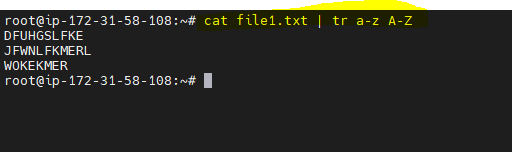 root@ip-172-31-58-108:~# cat file1.txt | tr a-z A-Z
DFUHGSLFKE
JFWNLFKMERL
WOKEKMER
root@ip-172-31-58-108:~#